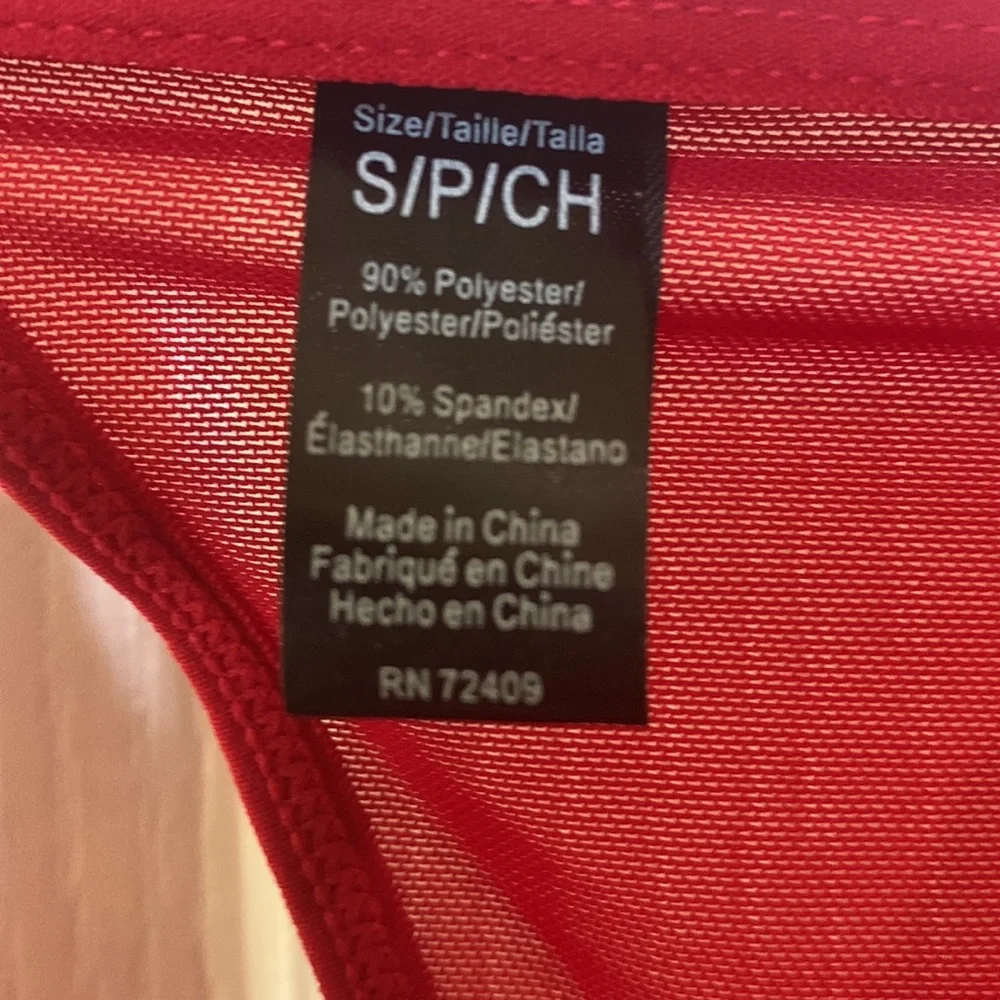 Size/Taille/Talla
S/P/CH
90% Polyester/
Polyester/Poliéster
10% Spandex/
Élasthanne/Elastano
Made in China
Fabriqué en Chine
Hecho en China
RN 72409